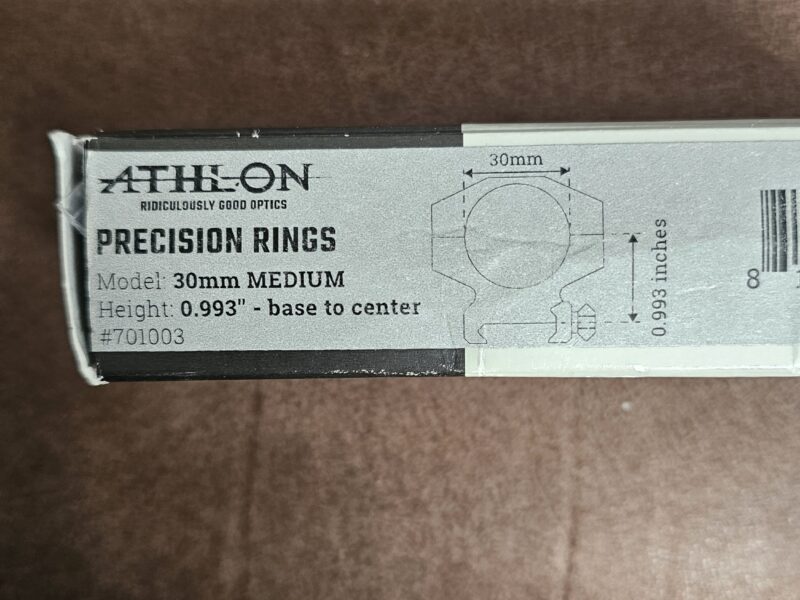 ATHLON
RIDICULOUSLY GOOD OPTICS
PRECISION RINGS
Model: 30mm MEDIUM
Height: 0.993" - base to center
#701003
30mm
0.993 inches
8